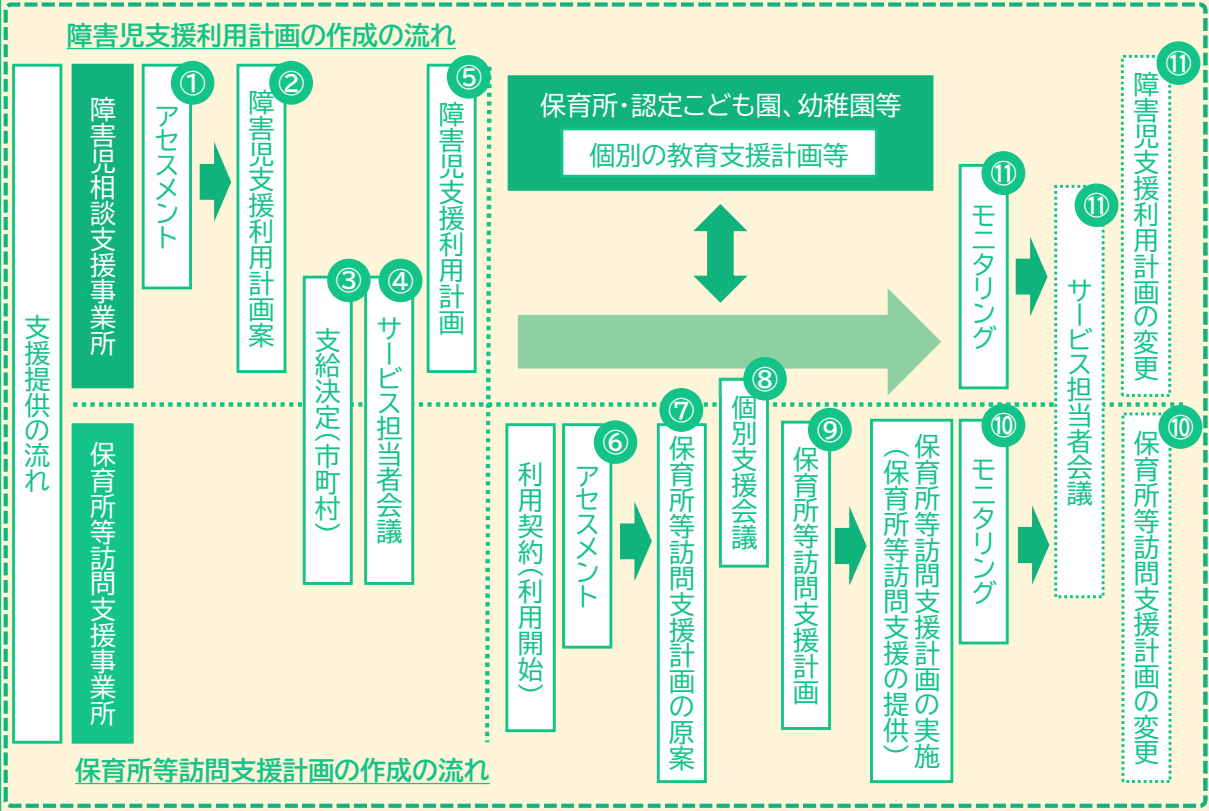 障害児支援利用計画の作成の流れ
支援提供の流れ
障害児相談支援事業所
①
アセスメント
②
障害児支援利用計画案
③
支給決定(市町村)
④
サービス担当者会議
⑤
障害児支援利用計画
保育所・認定こども園、幼稚園等
個別の教育支援計画等
⑪
モニタリング
⑪
サービス担当者会議
⑪
障害児支援利用計画の変更
保育所等訪問支援事業所
利用契約(利用開始)
⑥
アセスメント
⑦
保育所等訪問支援計画の原案
⑧
個別支援会議
⑨
保育所等訪問支援計画
保育所等訪問支援計画の実施
(保育所等訪問支援の提供)
⑩
モニタリング
⑩
保育所等訪問支援計画の変更
保育所等訪問支援計画の作成の流れ